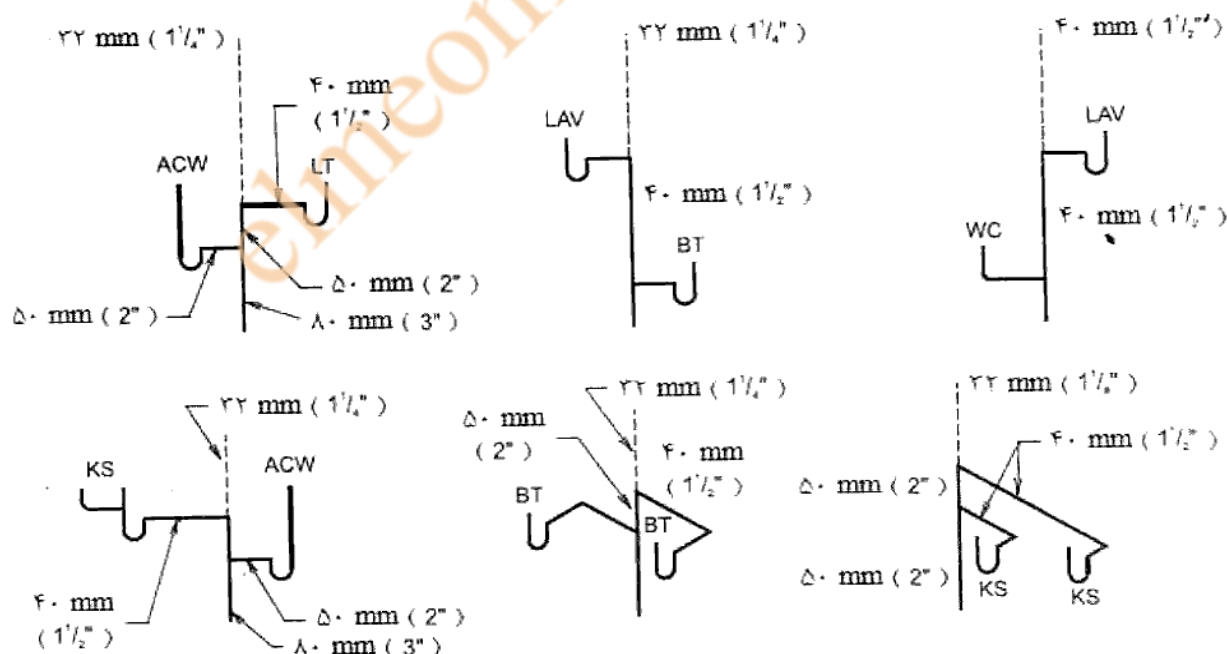 ۳۲ mm ( 1¹/₄" )
۴۰ mm
( 1¹/₂" )
ACW
LT
۵۰ mm ( 2" )
۵۰ mm ( 2" )
۸۰ mm ( 3" )
۳۲ mm ( 1¹/₄" )
LAV
۴۰ mm ( 1¹/₂" )
BT
۴۰ mm ( 1¹/₂" )
LAV
WC
۴۰ mm ( 1¹/₂" )
elmeom
۳۲ mm ( 1¹/₄" )
KS
ACW
۴۰ mm
( 1¹/₂" )
۵۰ mm ( 2" )
۸۰ mm ( 3" )
۳۲ mm ( 1¹/₄" )
۵۰ mm
( 2" )
۴۰ mm
( 1¹/₂" )
BT
BT
۳۲ mm ( 1¹/₄" )
۴۰ mm ( 1¹/₂" )
۵۰ mm ( 2" )
۵۰ mm ( 2" )
KS
KS